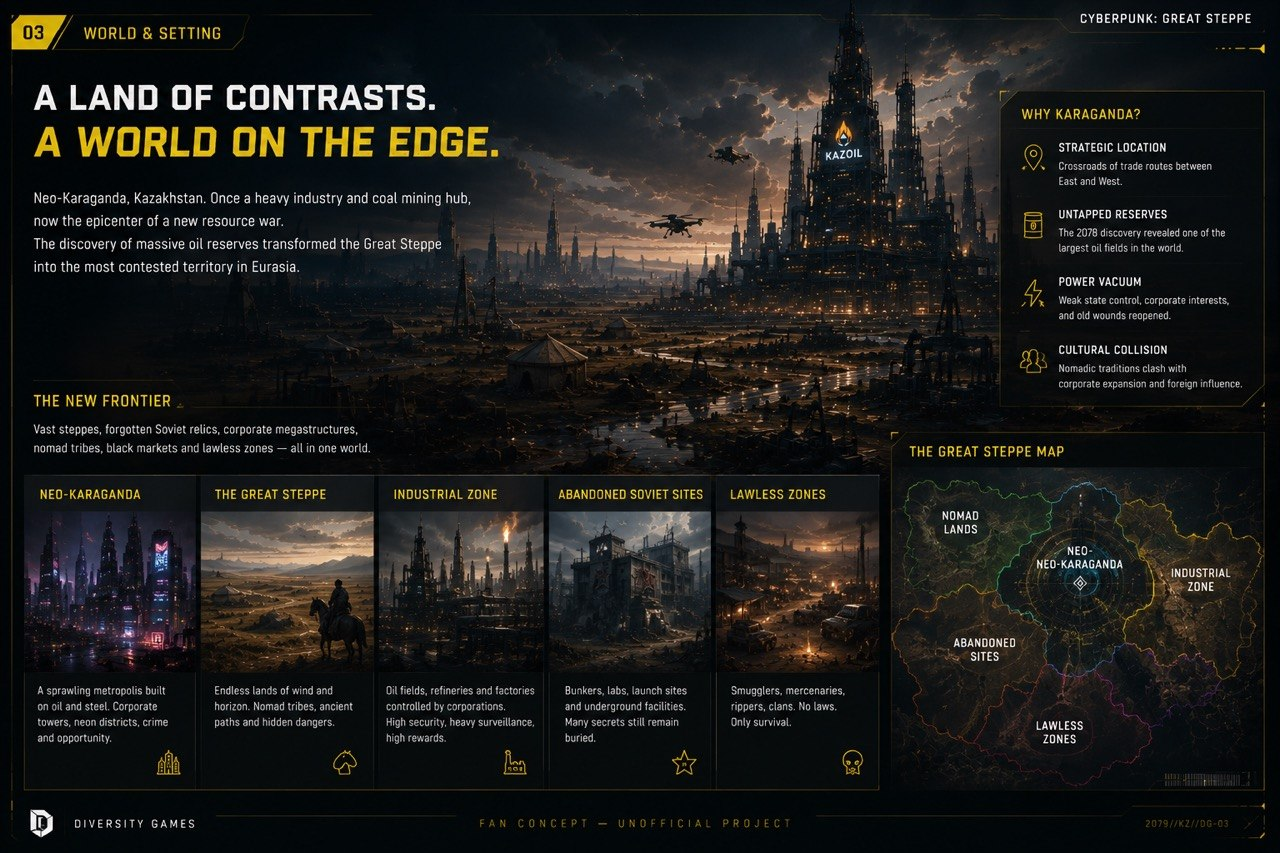 03
WORLD & SETTING
CYBERPUNK: GREAT STEPPE
A LAND OF CONTRASTS.
A WORLD ON THE EDGE.
Neo-Karaganda, Kazakhstan. Once a heavy industry and coal mining hub,
now the epicenter of a new resource war.
The discovery of massive oil reserves transformed the Great Steppe
into the most contested territory in Eurasia.
KAZOIL
WHY KARAGANDA?
STRATEGIC LOCATION
Crossroads of trade routes between
East and West.
UNTAPPED RESERVES
The 2078 discovery revealed one of the
largest oil fields in the world.
POWER VACUUM
Weak state control, corporate interests,
and old wounds reopened.
CULTURAL COLLISION
Nomadic traditions clash with
corporate expansion and foreign influence.
THE NEW FRONTIER
Vast steppes, forgotten Soviet relics, corporate megastructures,
nomad tribes, black markets and lawless zones — all in one world.
NEO-KARAGANDA
A sprawling metropolis built
on oil and steel. Corporate
towers, neon districts, crime
and opportunity.
THE GREAT STEPPE
Endless lands of wind and
horizon. Nomad tribes, ancient
paths and hidden dangers.
INDUSTRIAL ZONE
Oil fields, refineries and factories
controlled by corporations.
High security, heavy surveillance,
high rewards.
ABANDONED SOVIET SITES
Bunkers, labs, launch sites
and underground facilities.
Many secrets still remain
buried.
LAWLESS ZONES
Smugglers, mercenaries,
rippers, clans. No laws.
Only survival.
THE GREAT STEPPE MAP
NOMAD
LANDS
NEO-
NEO-KARAGANDA
INDUSTRIAL
ZONE
ABANDONED
SITES
LAWLESS
ZONES
DIVERSITY GAMES
FAN CONCEPT — UNOFFICIAL PROJECT
2079//KZ//DG-03